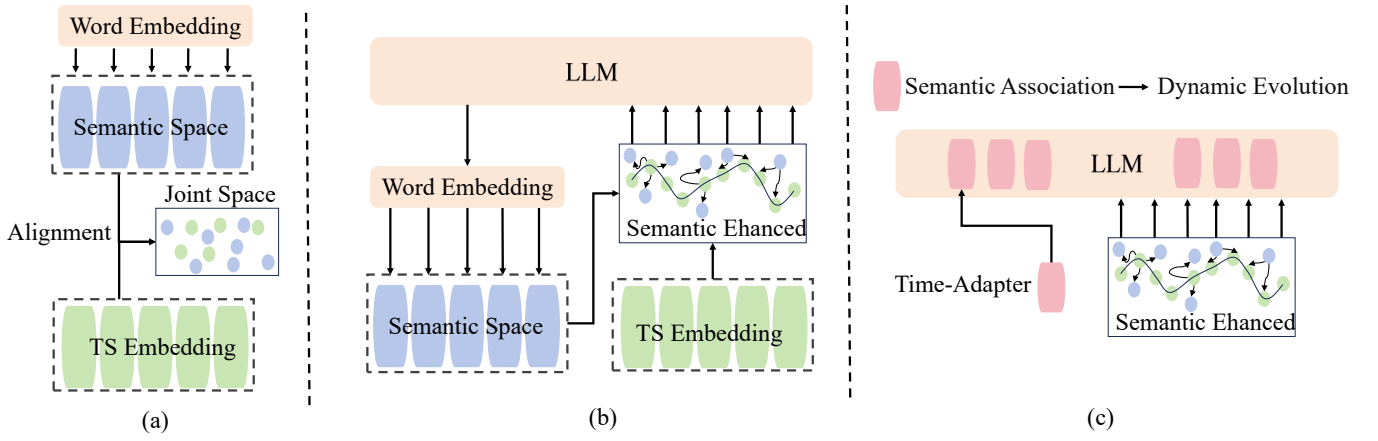 Word Embedding
Semantic Space
Joint Space
Alignment
TS Embedding
(a)
LLM
Word Embedding
Semantic Ehanced
Semantic Space
TS Embedding
(b)
Semantic Association
Dynamic Evolution
LLM
Time-Adapter
Semantic Ehanced
(c)